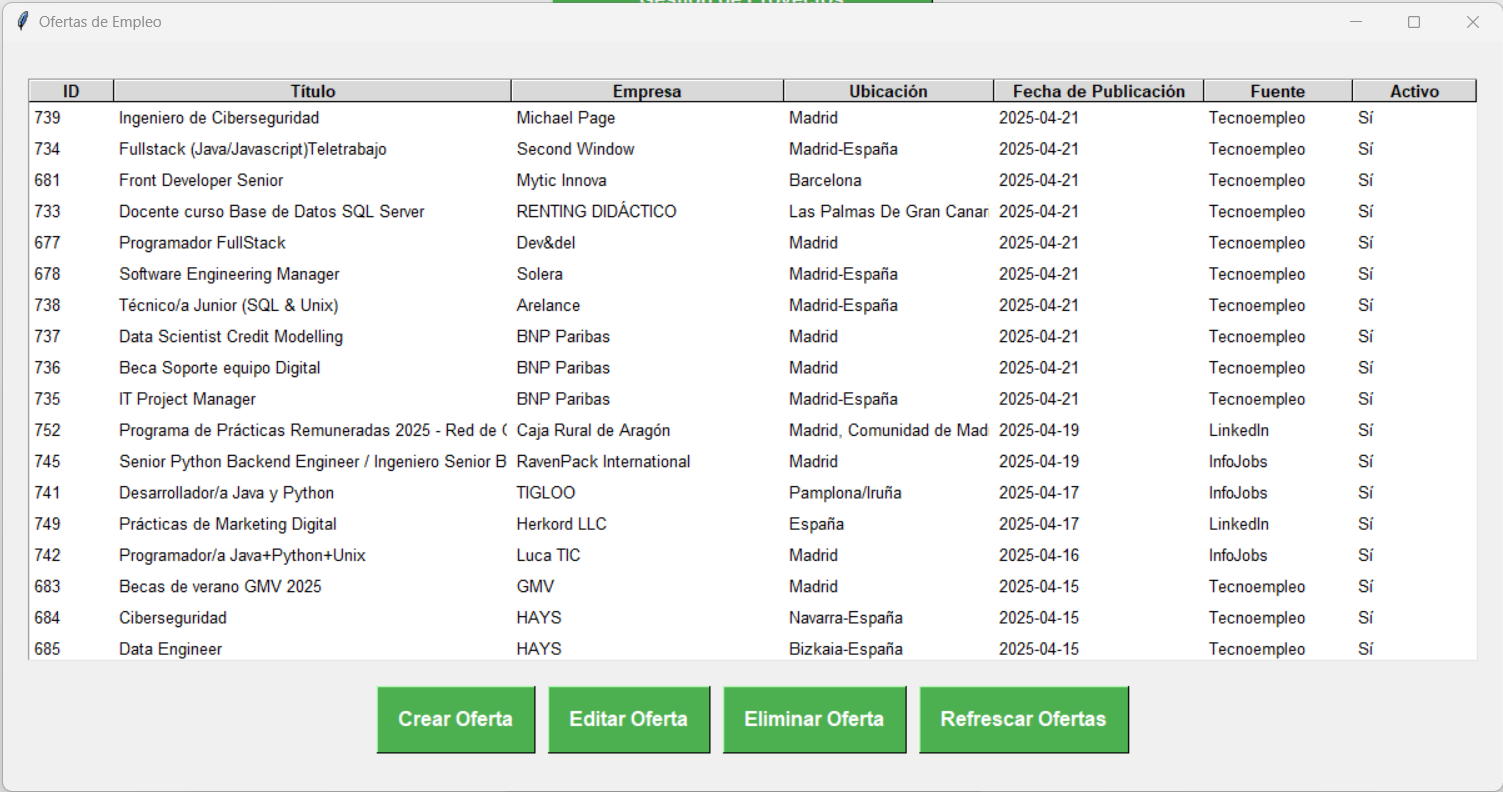 Gestión de Proyectos
Ofertas de Empleo
ID Título Empresa Ubicación Fecha de Publicación Fuente Activo
739 Ingeniero de Ciberseguridad Michael Page Madrid 2025-04-21 Tecnoempleo Sí
734 Fullstack (Java/Javascript)Teletrabajo Second Window Madrid-España 2025-04-21 Tecnoempleo Sí
681 Front Developer Senior Mytic Innova Barcelona 2025-04-21 Tecnoempleo Sí
733 Docente curso Base de Datos SQL Server RENTING DIDÁCTICO Las Palmas De Gran Canari 2025-04-21 Tecnoempleo Sí
677 Programador FullStack Dev&del Madrid 2025-04-21 Tecnoempleo Sí
678 Software Engineering Manager Solera Madrid-España 2025-04-21 Tecnoempleo Sí
738 Técnico/a Junior (SQL & Unix) Arelance Madrid-España 2025-04-21 Tecnoempleo Sí
737 Data Scientist Credit Modelling BNP Paribas Madrid 2025-04-21 Tecnoempleo Sí
736 Beca Soporte equipo Digital BNP Paribas Madrid 2025-04-21 Tecnoempleo Sí
735 IT Project Manager BNP Paribas Madrid-España 2025-04-21 Tecnoempleo Sí
752 Programa de Prácticas Remuneradas 2025 - Red de Caja Rural de Aragón Madrid, Comunidad de Madi 2025-04-19 LinkedIn Sí
745 Senior Python Backend Engineer / Ingeniero Senior B RavenPack International Madrid 2025-04-19 InfoJobs Sí
741 Desarrollador/a Java y Python TIGLOO Pamplona/Iruña 2025-04-17 InfoJobs Sí
749 Prácticas de Marketing Digital Herkord LLC España 2025-04-17 LinkedIn Sí
742 Programador/a Java+Python+Unix Luca TIC Madrid 2025-04-16 InfoJobs Sí
683 Becas de verano GMV 2025 GMV Madrid 2025-04-15 Tecnoempleo Sí
684 Ciberseguridad HAYS Navarra-España 2025-04-15 Tecnoempleo Sí
685 Data Engineer HAYS Bizkaia-España 2025-04-15 Tecnoempleo Sí
Crear Oferta Editar Oferta Eliminar Oferta Refrescar Ofertas